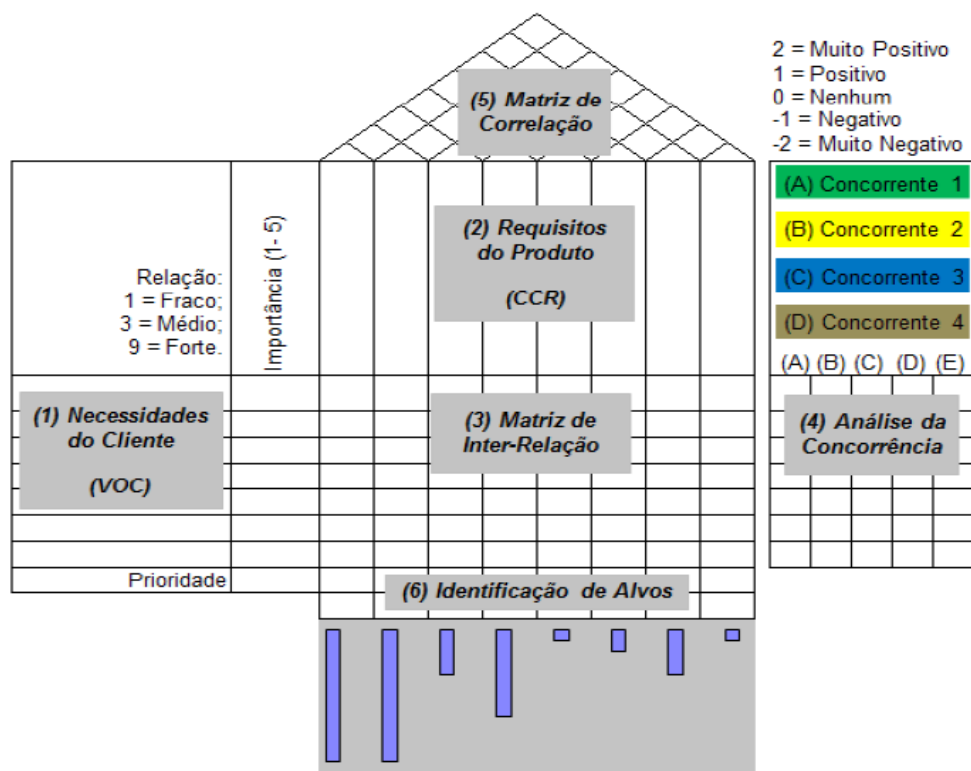 2 = Muito Positivo
1 = Positivo
0 = Nenhum
-1 = Negativo
-2 = Muito Negativo
(5) Matriz de
Correlação
Relação:
1 = Fraco;
3 = Médio;
9 = Forte.
Importância (1- 5)
(2) Requisitos
do Produto
(CCR)
(A) Concorrente 1
(B) Concorrente 2
(C) Concorrente 3
(D) Concorrente 4
(A) (B) (C) (D) (E)
(1) Necessidades
do Cliente
(VOC)
(3) Matriz de
Inter-Relação
(4) Análise da
Concorrência
Prioridade
(6) Identificação de Alvos